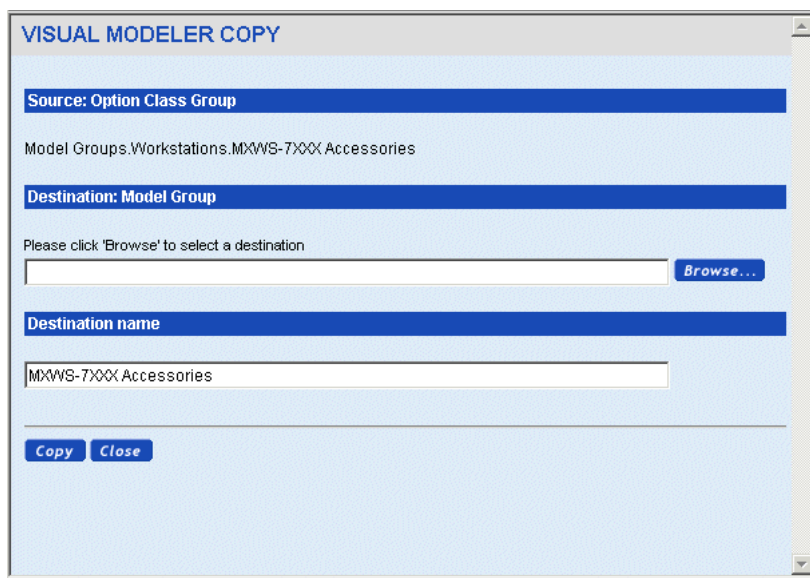 VISUAL MODELER COPY
Source: Option Class Group
Model Groups.Workstations.MXWS-7XXX Accessories
Destination: Model Group
Please click 'Browse' to select a destination
Browse...
Destination name
MXWS-7XXX Accessories
Copy Close